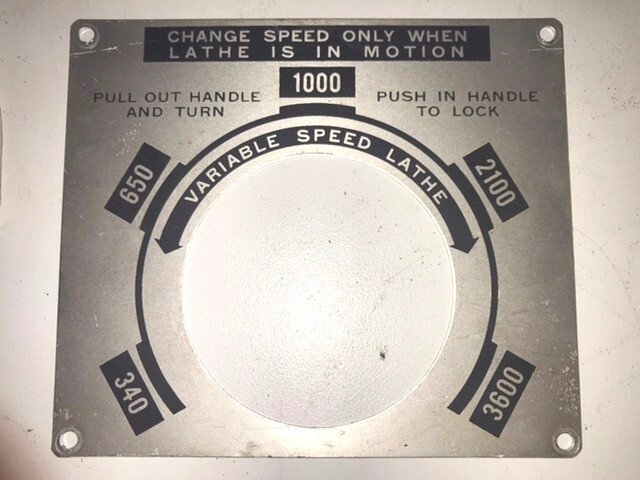 CHANGE SPEED ONLY WHEN
LATHE IS IN MOTION
1000
PULL OUT HANDLE
AND TURN
PUSH IN HANDLE
TO LOCK
VARIABLE SPEED LATHE
650
2100
340
3600